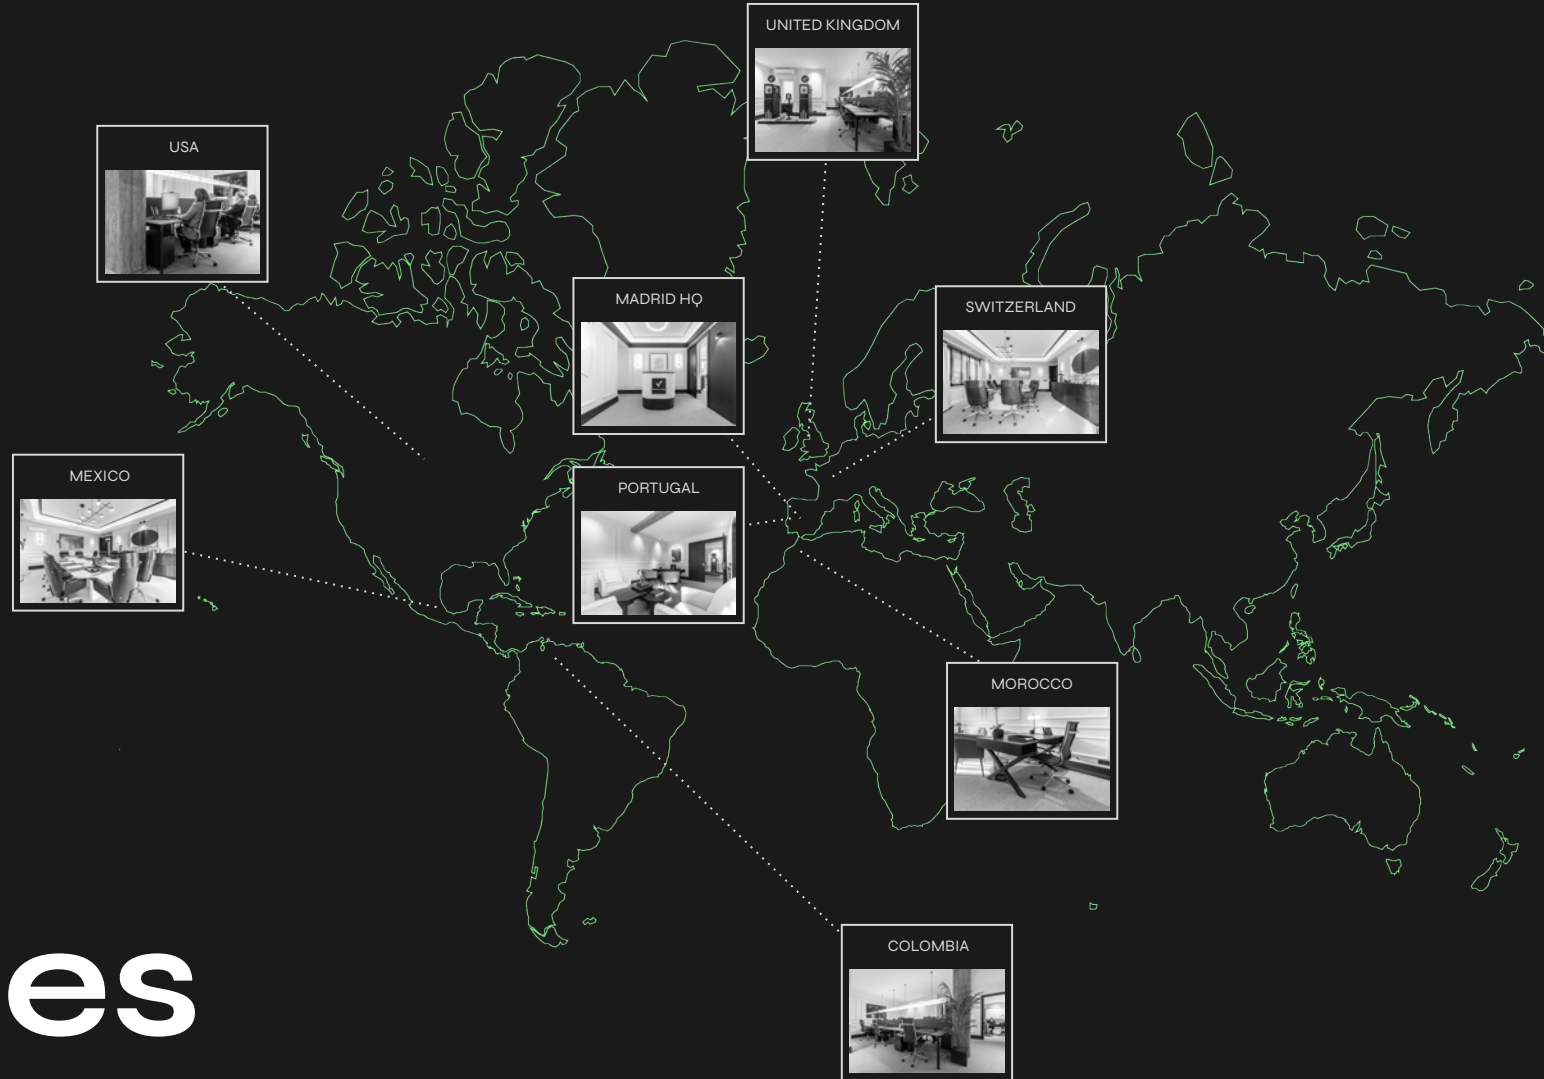 UNITED KINGDOM
USA
MADRID HQ
SWITZERLAND
MEXICO
PORTUGAL
MOROCCO
COLOMBIA
es